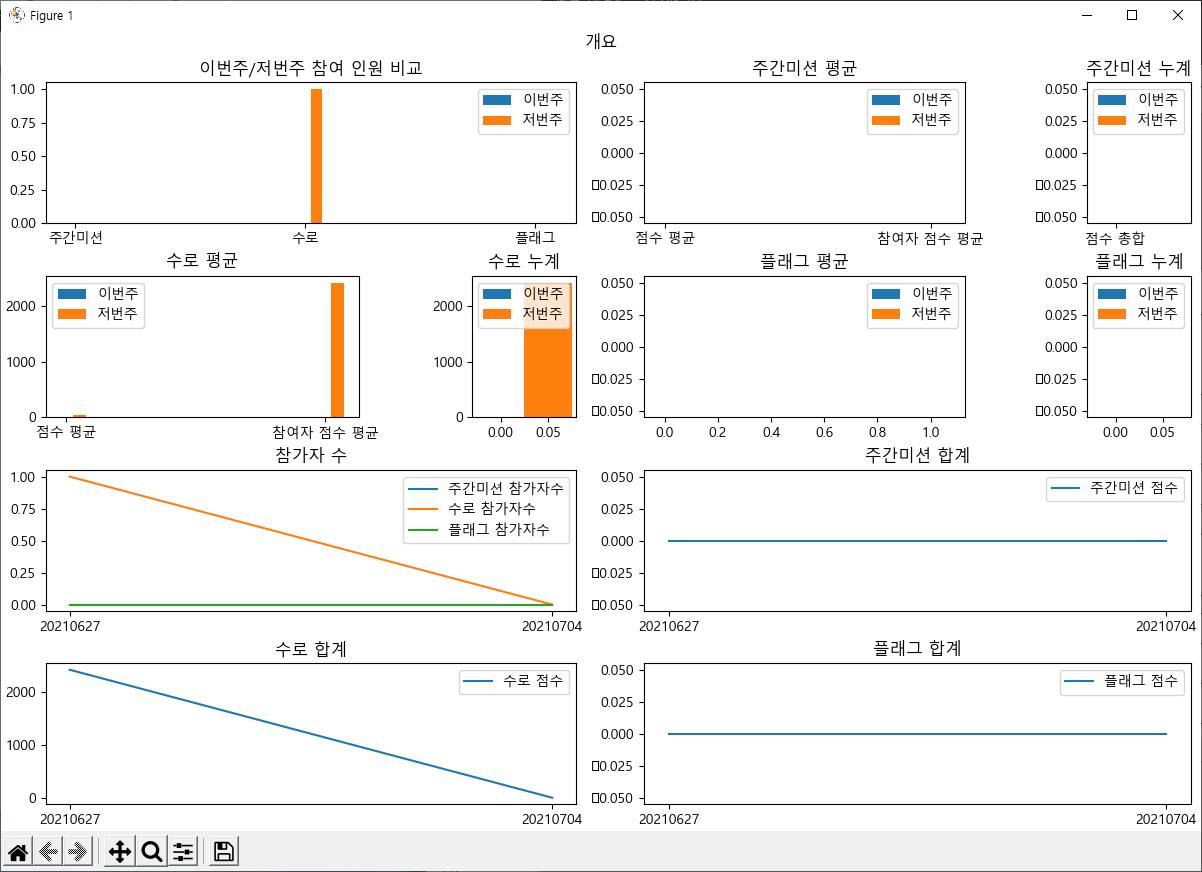 Figure 1
개요
이번주/저번주 참여 인원 비교
1.00
0.75
0.50
0.25
0.00
이번주
저번주
주간미션 수로 플래그
주간미션 평균
0.050
0.025
0.000
▯0.025
▯0.050
이번주
저번주
점수 평균 참여자 점수 평균
주간미션 누계
0.050
0.025
0.000
▯0.025
▯0.050
이번주
저번주
점수 종합
수로 평균
2000
1000
0
이번주
저번주
점수 평균 참여자 점수 평균
수로 누계
2000
1000
0
이번주
저번주
0.00 0.05
플래그 평균
0.050
0.025
0.000
▯0.025
▯0.050
이번주
저번주
0.0 0.2 0.4 0.6 0.8 1.0
플래그 누계
0.050
0.025
0.000
▯0.025
▯0.050
이번주
저번주
0.00 0.05
참가자 수
1.00
0.75
0.50
0.25
0.00
주간미션 참가자수
수로 참가자수
플래그 참가자수
20210627 20210704
주간미션 합계
0.050
0.025
0.000
▯0.025
▯0.050
주간미션 점수
20210627 20210704
수로 합계
2000
1000
0
수로 점수
20210627 20210704
플래그 합계
0.050
0.025
0.000
▯0.025
▯0.050
플래그 점수
20210627 20210704